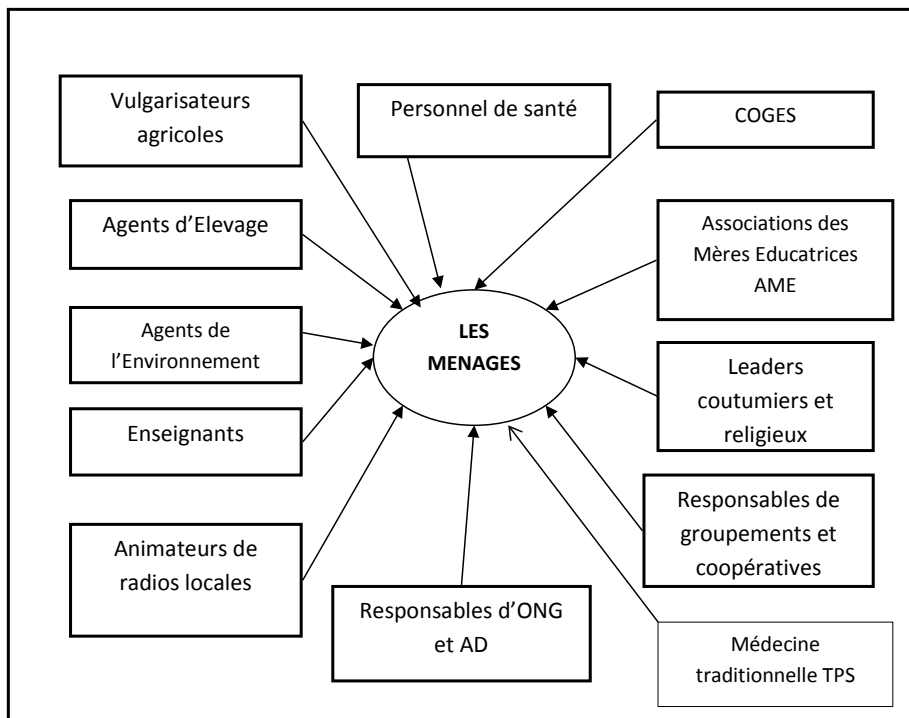 Vulgarisateurs
agricoles
Personnel de santé
COGES
Agents d’Elevage
Associations des
Mères Educatrices
AME
Agents de
l’Environnement
LES
MENAGES
Leaders
coutumiers et
religieux
Enseignants
Responsables de
groupements et
coopératives
Animateurs de
radios locales
Responsables d’ONG
et AD
Médecine
traditionnelle TPS